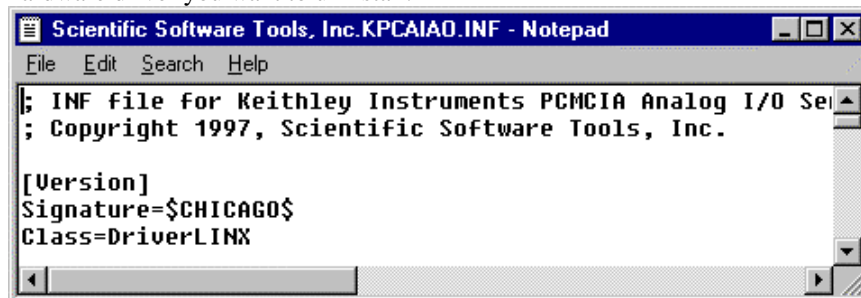 Scientific Software Tools, Inc.KPCAIAO.INF - Notepad
File Edit Search Help
; INF file for Keithley Instruments PCMCIA Analog I/O
; Copyright 1997, Scientific Software Tools, Inc.
[Version]
Signature=$CHICAGO$
Class=DriverLINX